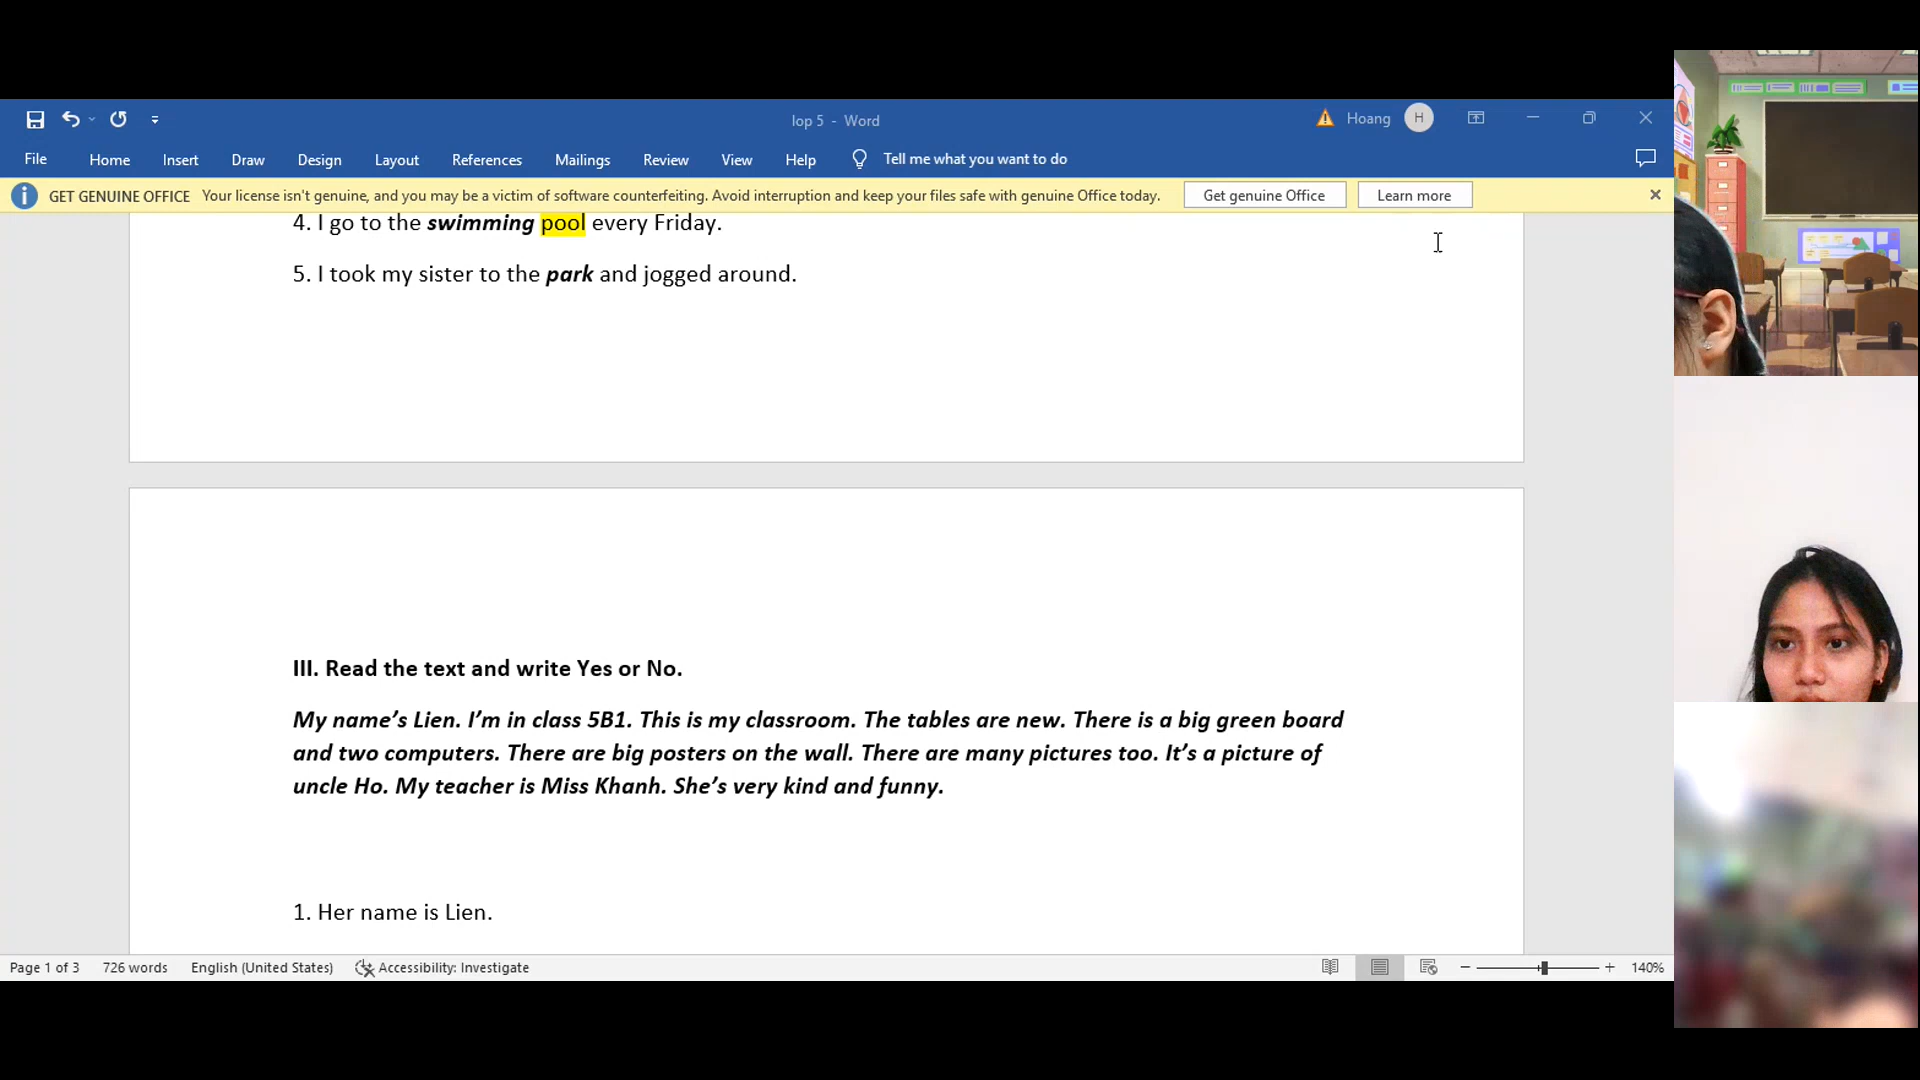 lop 5 - Word
Hoang H
File Home Insert Draw Design Layout References Mailings Review View Help Tell me what you want to do
GET GENUINE OFFICE Your license isn't genuine, and you may be a victim of software counterfeiting. Avoid interruption and keep your files safe with genuine Office today. Get genuine Office Learn more
4. I go to the swimming pool every Friday.
5. I took my sister to the park and jogged around.
III. Read the text and write Yes or No.
My name’s Lien. I’m in class 5B1. This is my classroom. The tables are new. There is a big green board
and two computers. There are big posters on the wall. There are many pictures too. It’s a picture of
uncle Ho. My teacher is Miss Khanh. She’s very kind and funny.
1. Her name is Lien.
Page 1 of 3 726 words English (United States) Accessibility: Investigate 140%